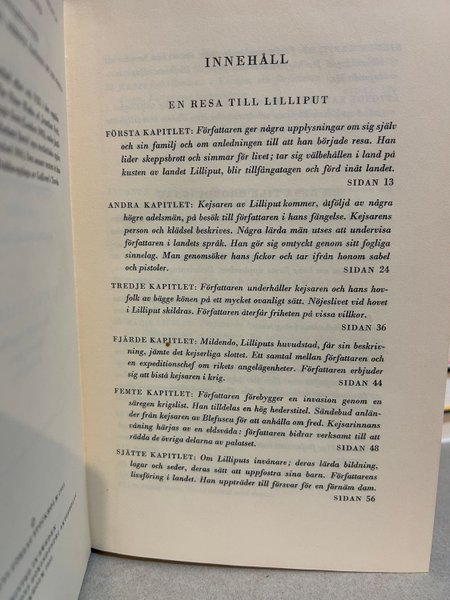 INNEHÅLL
EN RESA TILL LILLIPUT
FÖRSTA KAPITLET: Författaren ger några upplysningar om sig själv
och sin familj och om anledningen till att han började resa. Han
lider skeppsbrott och simmar för livet; tar sig välbehållen i land på
kusten av landet Lilliput, blir tillfångatagen och förd inåt landet.
SIDAN 13
ANDRA KAPITLET: Kejsaren av Lilliput kommer, åtföljd av några
högre adelsmän, på besök till författaren i hans fängelse. Kejsarens
person och klädsel beskrives. Några lärda män utses att undervisa
författaren i landets språk. Han gör sig omtyckt genom sitt fogliga
sinnelag. Man genomsöker hans fickor och tar ifrån honom sabel
och pistoler. SIDAN 24
TREDJE KAPITLET: Författaren underhåller kejsaren och hans hov-
folk av bägge könen på ett mycket ovanligt sätt. Nöjeslivet vid hovet
i Lilliput skildras. Författaren återfår friheten på vissa villkor.
SIDAN 36
FJÄRDE KAPITLET: Mildendo, Lilliputs huvudstad, får sin beskriv-
ning, jämte det kejserliga slottet. Ett samtal mellan författaren och
en expeditionschef om rikets angelägenheter. Författaren erbjuder
sig att bistå kejsaren i krig. SIDAN 44
FEMTE KAPITLET: Författaren förebygger en invasion genom en
säregen krigslist. Han tilldelas en hög hederstitel. Sändebud anlän-
der från kejsaren av Blefuscu för att anhålla om fred. Kejsarinnans
våning härjas av en eldsvåda: författaren bidrar verksamt till att
rädda de övriga delarna av palatset. SIDAN 48
SJÄTTE KAPITLET: Om Lilliputs invånare; deras lärda bildning,
lagar och seder, deras sätt att uppfostra sina barn. Författarens
livsföring i landet. Han uppträder till försvar för en förnäm dam.
SIDAN 56